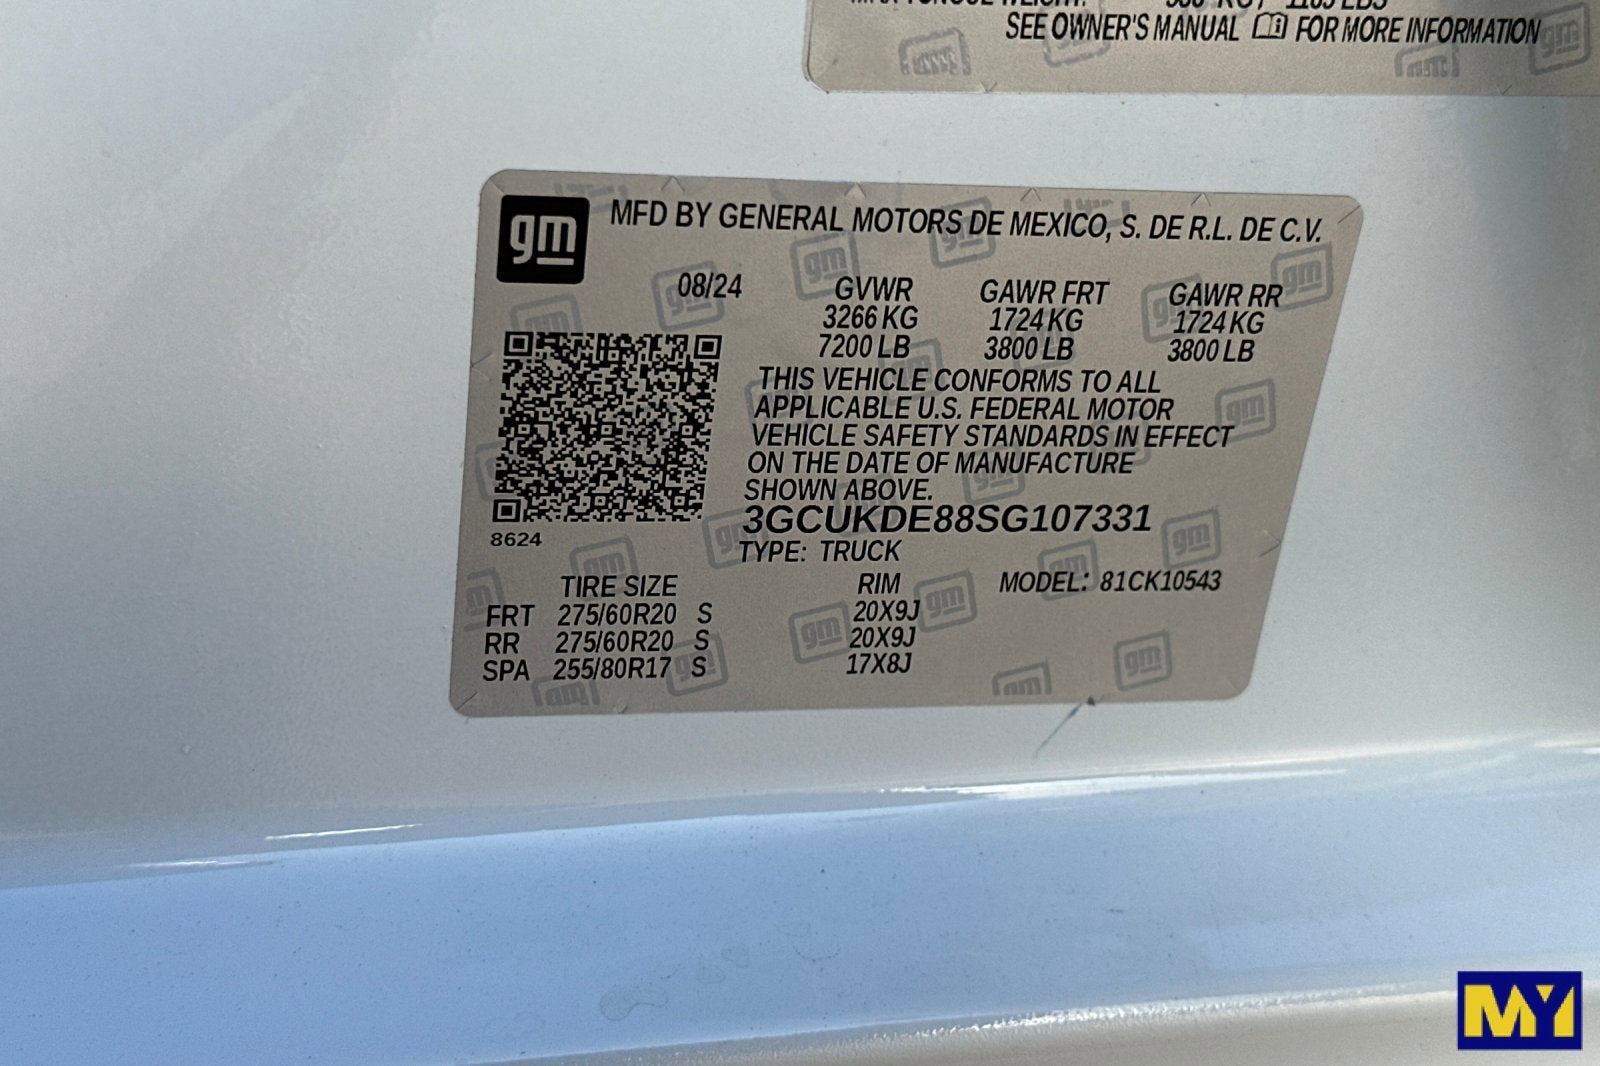 SEE OWNER'S MANUAL FOR MORE INFORMATION
gm
MFD BY GENERAL MOTORS DE MEXICO, S. DE R.L. DE C.V.
08/24 GVWR GAWR FRT GAWR RR
3266 KG 1724 KG 1724 KG
7200 LB 3800 LB 3800 LB
THIS VEHICLE CONFORMS TO ALL
APPLICABLE U.S. FEDERAL MOTOR
VEHICLE SAFETY STANDARDS IN EFFECT
ON THE DATE OF MANUFACTURE
SHOWN ABOVE.
3GCUKDE88SG107331
8624
TYPE: TRUCK
TIRE SIZE RIM MODEL: 81CK10543
FRT 275/60R20 S 20X9J
RR 275/60R20 S 20X9J
SPA 255/80R17 S 17X8J
MY